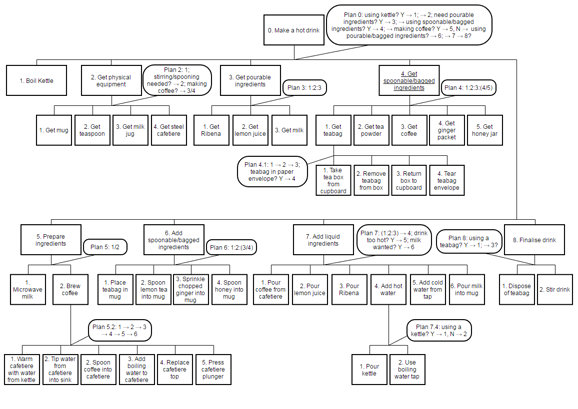 0. Make a hot drink
Plan 0: using kettle? Y → 1; → 2; need pourable
ingredients? Y → 3; → using spoonable/bagged
ingredients? Y → 4; → making coffee? Y → 5, N → using
pourable/bagged ingredients? → 6; → 7 → 8?
1. Boil Kettle
2. Get physical
equipment
Plan 2: 1;
stirring/spooning
needed? → 2; making
coffee? → 3/4
3. Get pourable
ingredients
Plan 3: 1:2:3
4. Get
spoonable/bagged
ingredients
Plan 4: 1:2:3:(4/5)
1. Get mug
2. Get
teaspoon
3. Get milk
jug
4. Get steel
cafetiere
1. Get
Ribena
2. Get
lemon juice
3. Get milk
1. Get
teabag
2. Get tea
powder
3. Get
coffee
4. Get
ginger
packet
5. Get
honey jar
Plan 4.1: 1 → 2 → 3;
teabag in paper
envelope? Y → 4
1. Take
tea box
from
cupboard
2. Remove
teabag
from box
3. Return
box to
cupboard
4. Tear
teabag
envelope
5. Prepare
ingredients
Plan 5: 1/2
6. Add
spoonable/bagged
ingredients
Plan 6: 1:2:(3/4)
7. Add liquid
ingredients
Plan 7: (1:2:3) → 4; drink
too hot? Y → 5; milk
wanted? Y → 6
Plan 8: using a
teabag? Y → 1; → 3?
8. Finalise drink
1.
Microwave
milk
2. Brew
coffee
1. Place
teabag in
mug
2. Spoon
lemon tea
into mug
3. Sprinkle
chopped
ginger into
mug
4. Spoon
honey into
mug
1. Pour
coffee from
cafetiere
2. Pour
lemon juice
3. Pour
Ribena
4. Add hot
water
5. Add cold
water from
tap
6. Pour milk
into mug
1. Dispose
of teabag
2. Stir drink
Plan 5.2: 1 → 2 → 3
→ 4 → 5 → 6
Plan 7.4: using a
kettle? Y → 1, N → 2
1. Warm
cafetiere
with water
from kettle
2. Tip water
from
cafetiere
into sink
2. Spoon
coffee into
cafetiere
3. Add
boiling
water to
cafetiere
4. Replace
cafetiere
top
5. Press
cafetiere
plunger
1. Pour
kettle
2. Use
boiling
water tap